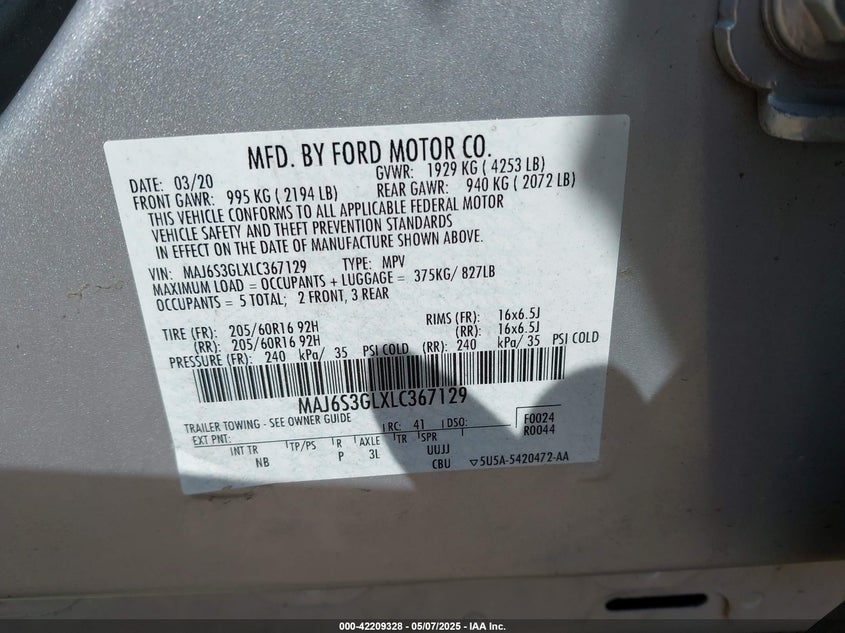 MFD. BY FORD MOTOR CO.
DATE: 03/20 GVWR: 1929 KG ( 4253 LB)
FRONT GAWR: 995 KG ( 2194 LB) REAR GAWR: 940 KG ( 2072 LB)
THIS VEHICLE CONFORMS TO ALL APPLICABLE FEDERAL MOTOR
VEHICLE SAFETY AND THEFT PREVENTION STANDARDS
IN EFFECT ON THE DATE OF MANUFACTURE SHOWN ABOVE.
VIN: MAJ6S3GLXLC367129 TYPE: MPV
MAXIMUM LOAD = OCCUPANTS + LUGGAGE = 375KG/ 827LB
OCCUPANTS = 5 TOTAL; 2 FRONT, 3 REAR
TIRE (FR): 205/60R16 92H RIMS (FR): 16x6.5J
(RR): 205/60R16 92H (RR): 16x6.5J
PRESSURE (FR): 240 kPa/ 35 PSI COLD (RR): 240 kPa/ 35 PSI COLD
MAJ6S3GLXLC367129
TRAILER TOWING - SEE OWNER GUIDE RC: 41 DSO: F0024
EXT PNT: R0044
INT TR TP/PS R AXLE TR SPR UUJJ
NB P 3L CBU ▽5U5A-5420472-AA
000-42209328 - 05/07/2025 - IAA Inc.